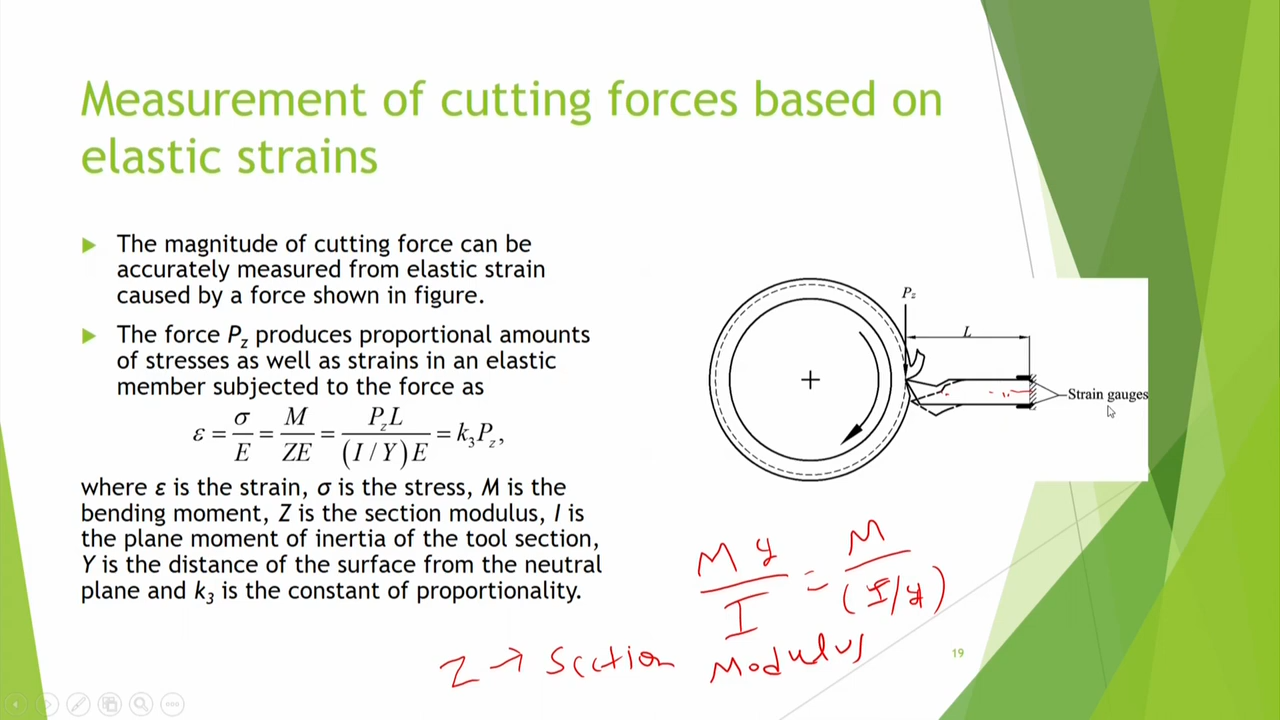 Measurement of cutting forces based on
elastic strains
The magnitude of cutting force can be
accurately measured from elastic strain
caused by a force shown in figure.
The force Pz produces proportional amounts
of stresses as well as strains in an elastic
member subjected to the force as
ε = σ/E = M/ZE = PzL/(I/Y)E = k3Pz,
where ε is the strain, σ is the stress, M is the
bending moment, Z is the section modulus, I is
the plane moment of inertia of the tool section,
Y is the distance of the surface from the neutral
plane and k3 is the constant of proportionality.
Pz
L
Strain gauges
My/I = M/(I/y)
Z → Section Modulus
19